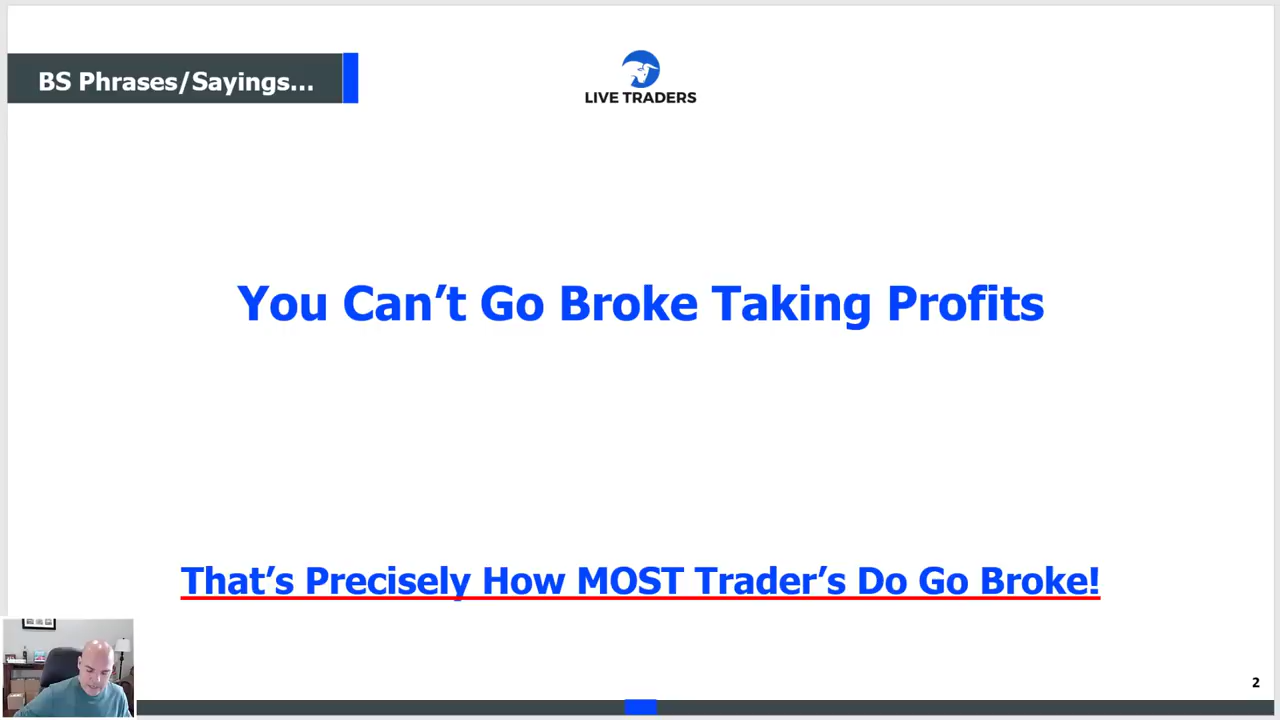 BS Phrases/Sayings...
LIVE TRADERS
You Can’t Go Broke Taking Profits
That’s Precisely How MOST Trader’s Do Go Broke!
2